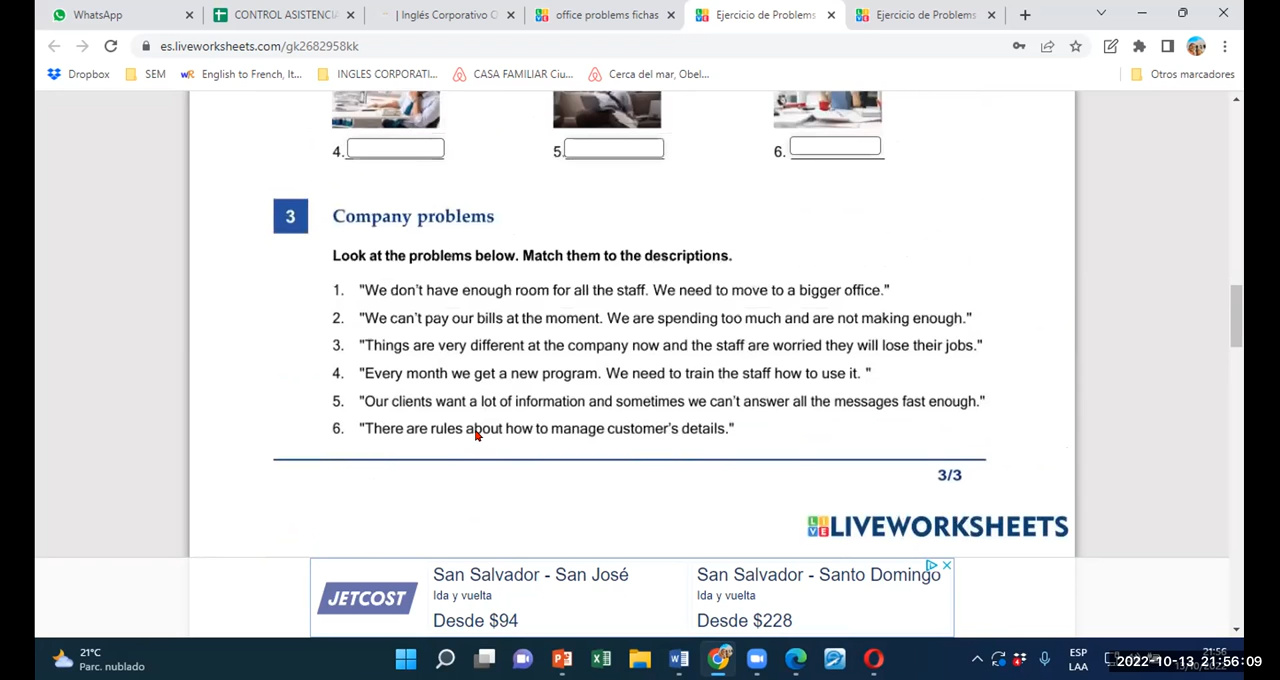 WhatsApp
CONTROL ASISTENCIA
| Inglés Corporativo O
office problems fichas
Ejercicio de Problems
Ejercicio de Problems
es.liveworksheets.com/gk2682958kk
Dropbox
SEM
wR English to French, It...
INGLES CORPORATI...
CASA FAMILIAR Ciu...
Cerca del mar, Obel...
Otros marcadores
4.
5.
6.
3 Company problems
Look at the problems below. Match them to the descriptions.
1. "We don't have enough room for all the staff. We need to move to a bigger office."
2. "We can't pay our bills at the moment. We are spending too much and are not making enough."
3. "Things are very different at the company now and the staff are worried they will lose their jobs."
4. "Every month we get a new program. We need to train the staff how to use it. "
5. "Our clients want a lot of information and sometimes we can't answer all the messages fast enough."
6. "There are rules about how to manage customer's details."
3/3
LIVEWORKSHEETS
JETCOST
San Salvador - San José
Ida y vuelta
Desde $94
San Salvador - Santo Domingo
Ida y vuelta
Desde $228
21°C
Parc. nublado
ESP
LAA
21:56
2022-10-13 21:56:09